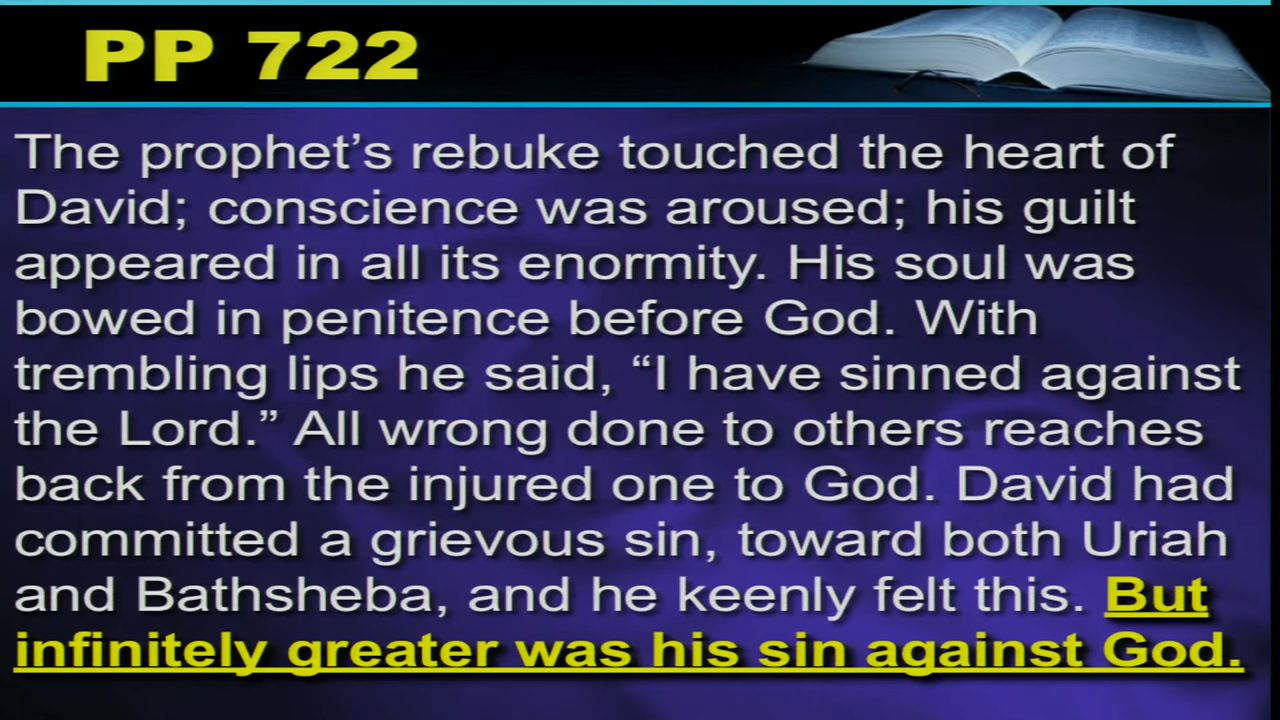 PP 722
The prophet’s rebuke touched the heart of
David; conscience was aroused; his guilt
appeared in all its enormity. His soul was
bowed in penitence before God. With
trembling lips he said, “I have sinned against
the Lord.” All wrong done to others reaches
back from the injured one to God. David had
committed a grievous sin, toward both Uriah
and Bathsheba, and he keenly felt this. But
infinitely greater was his sin against God.